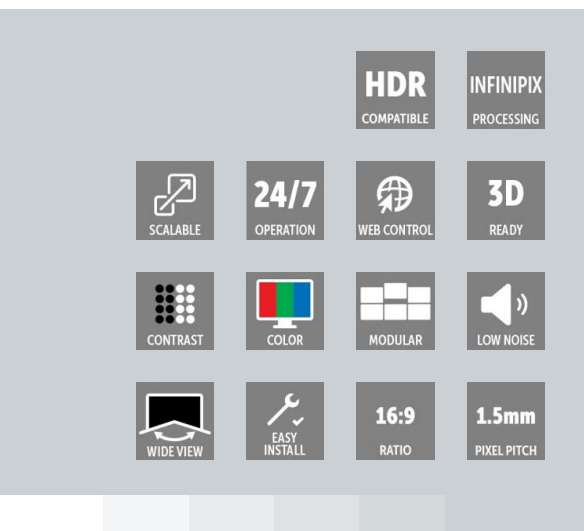 HDR
COMPATIBLE
INFINIPIX
PROCESSING
SCALABLE
24/7
OPERATION
WEB CONTROL
3D
READY
CONTRAST
COLOR
MODULAR
LOW NOISE
WIDE VIEW
EASY
INSTALL
16:9
RATIO
1.5mm
PIXEL PITCH